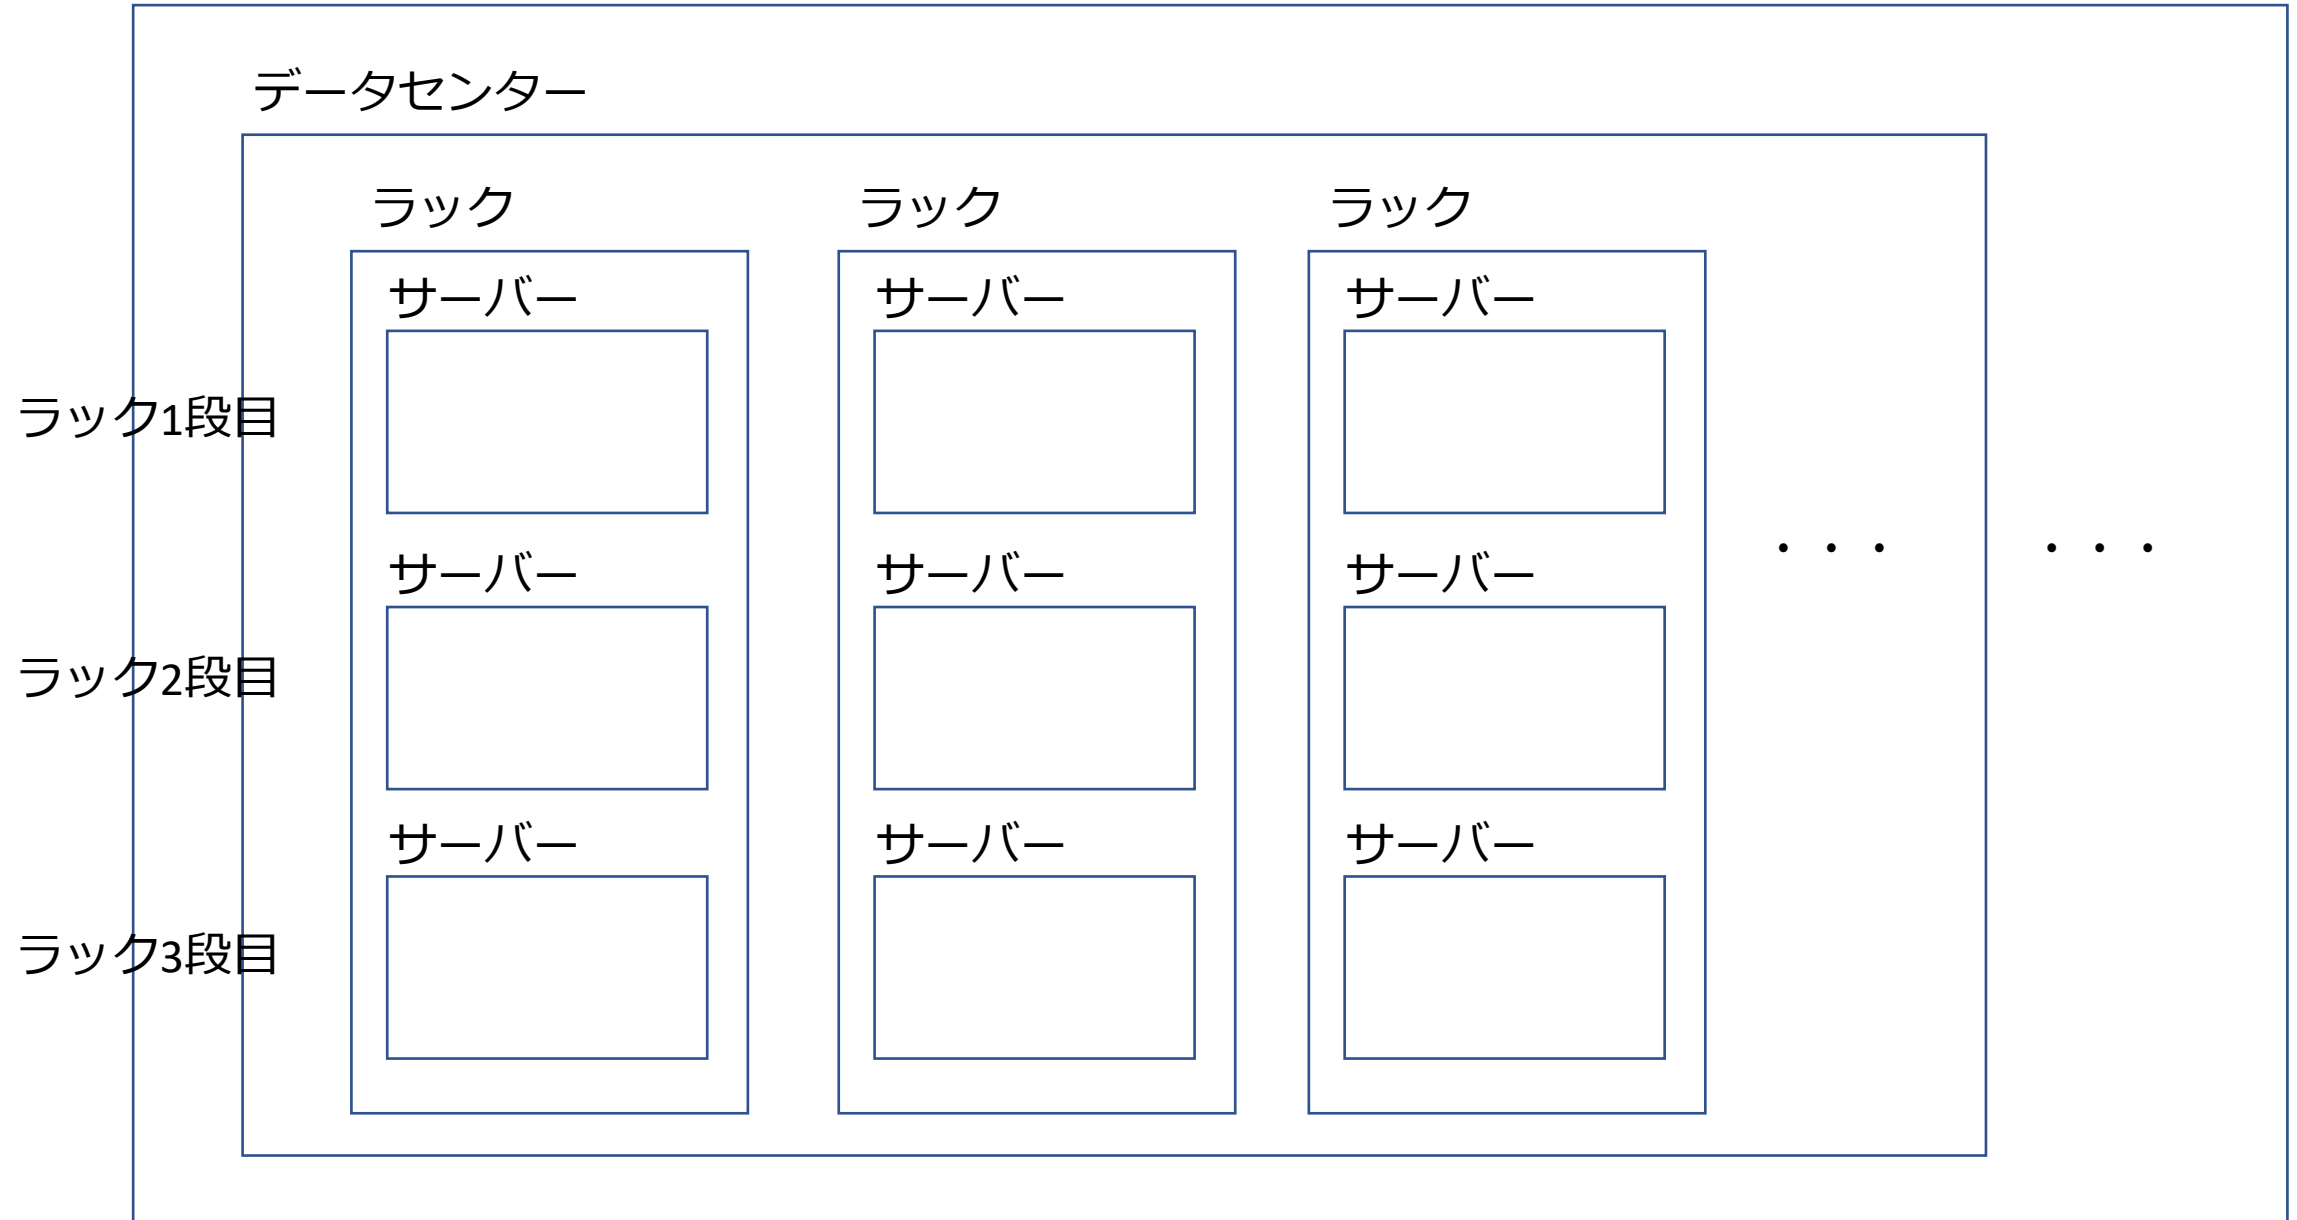 データセンター
ラック ラック ラック
サーバー サーバー サーバー
ラック1段目
・・・ ・・・
サーバー サーバー サーバー
ラック2段目
サーバー サーバー サーバー
ラック3段目